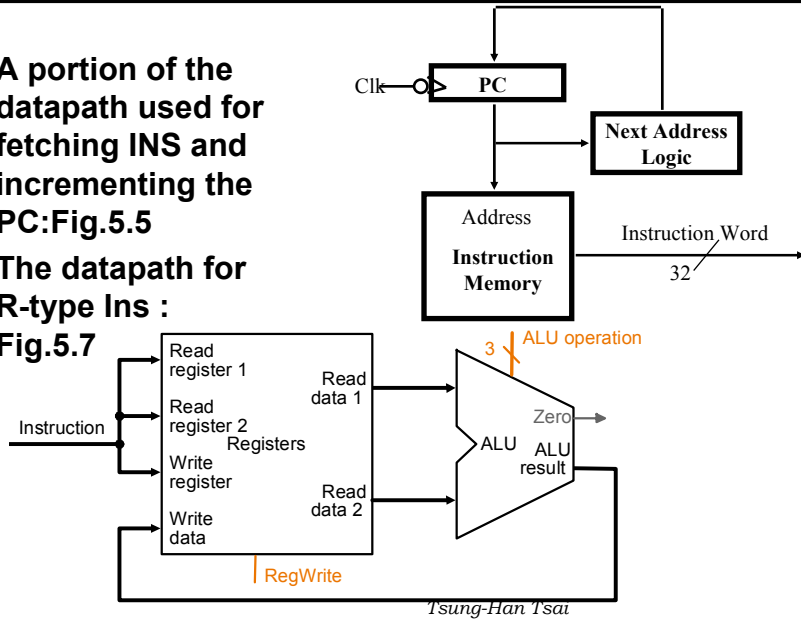 A portion of the
datapath used for
fetching INS and
incrementing the
PC:Fig.5.5
The datapath for
R-type Ins :
Fig.5.7
Clk
PC
Next Address
Logic
Address
Instruction
Memory
Instruction Word
32
3
ALU operation
Instruction
Read
register 1
Read
register 2
Registers
Write
register
Write
data
Read
data 1
Read
data 2
RegWrite
Zero
ALU
ALU
result
Tsung-Han Tsai